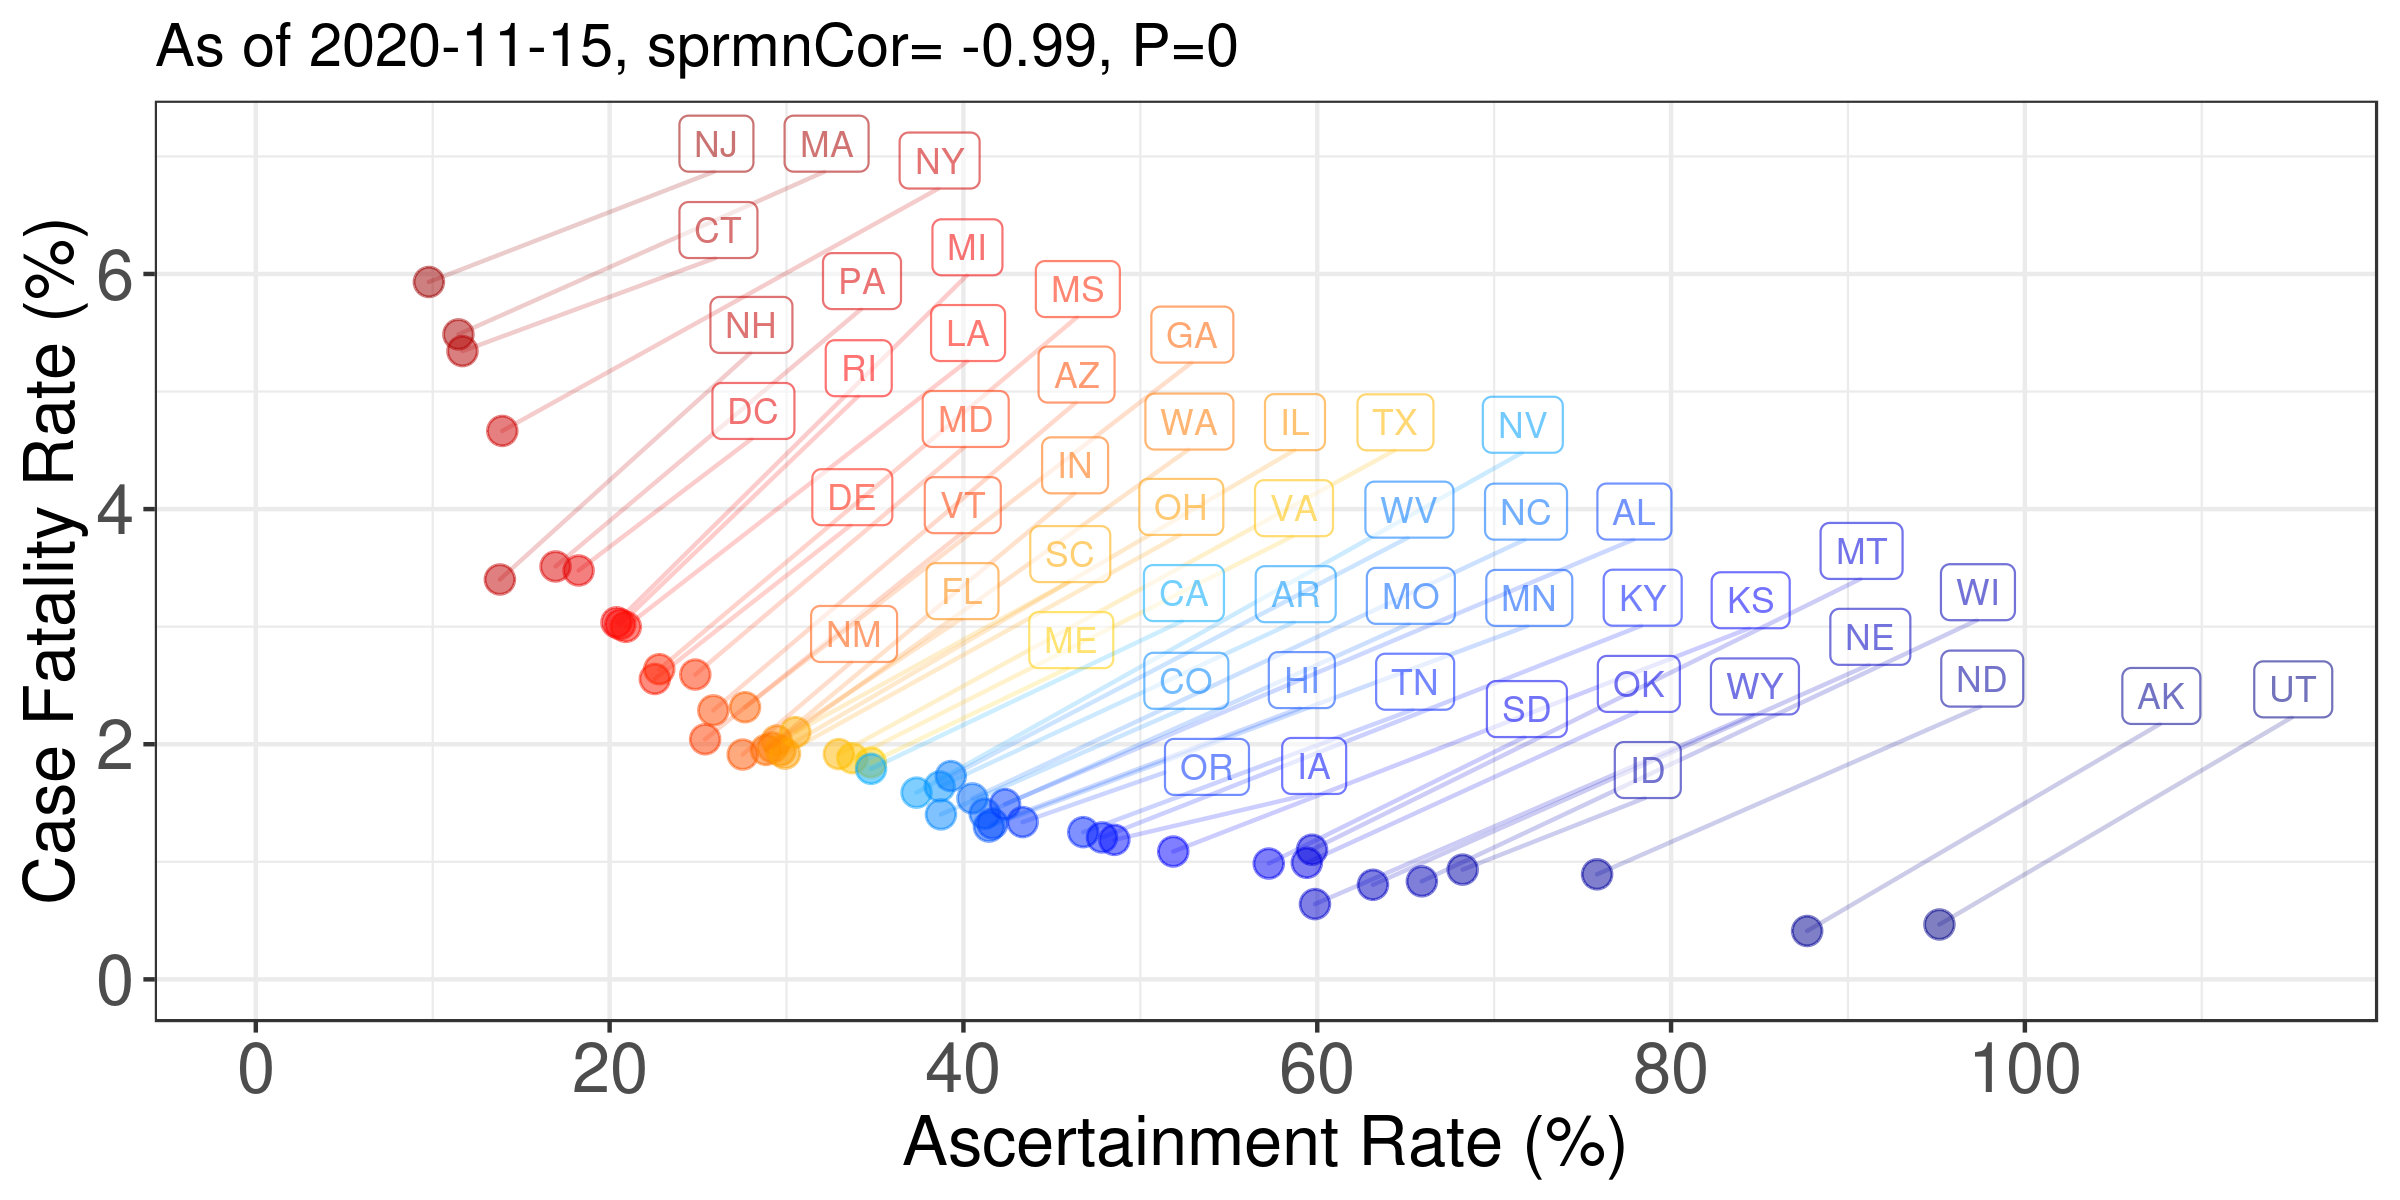 As of 2020-11-15, sprmnCor= -0.99, P=0
Case Fatality Rate (%)
6
4
2
0
NJ MA NY
CT
MI
PA MS
NH LA GA
RI AZ
DC MD WA IL TX NV
IN
DE VT OH VA WV NC AL
SC MT
FL CA AR MO MN KY KS WI
NM ME NE
CO HI TN OK WY ND AK UT
SD
OR IA ID
0 20 40 60 80 100
Ascertainment Rate (%)